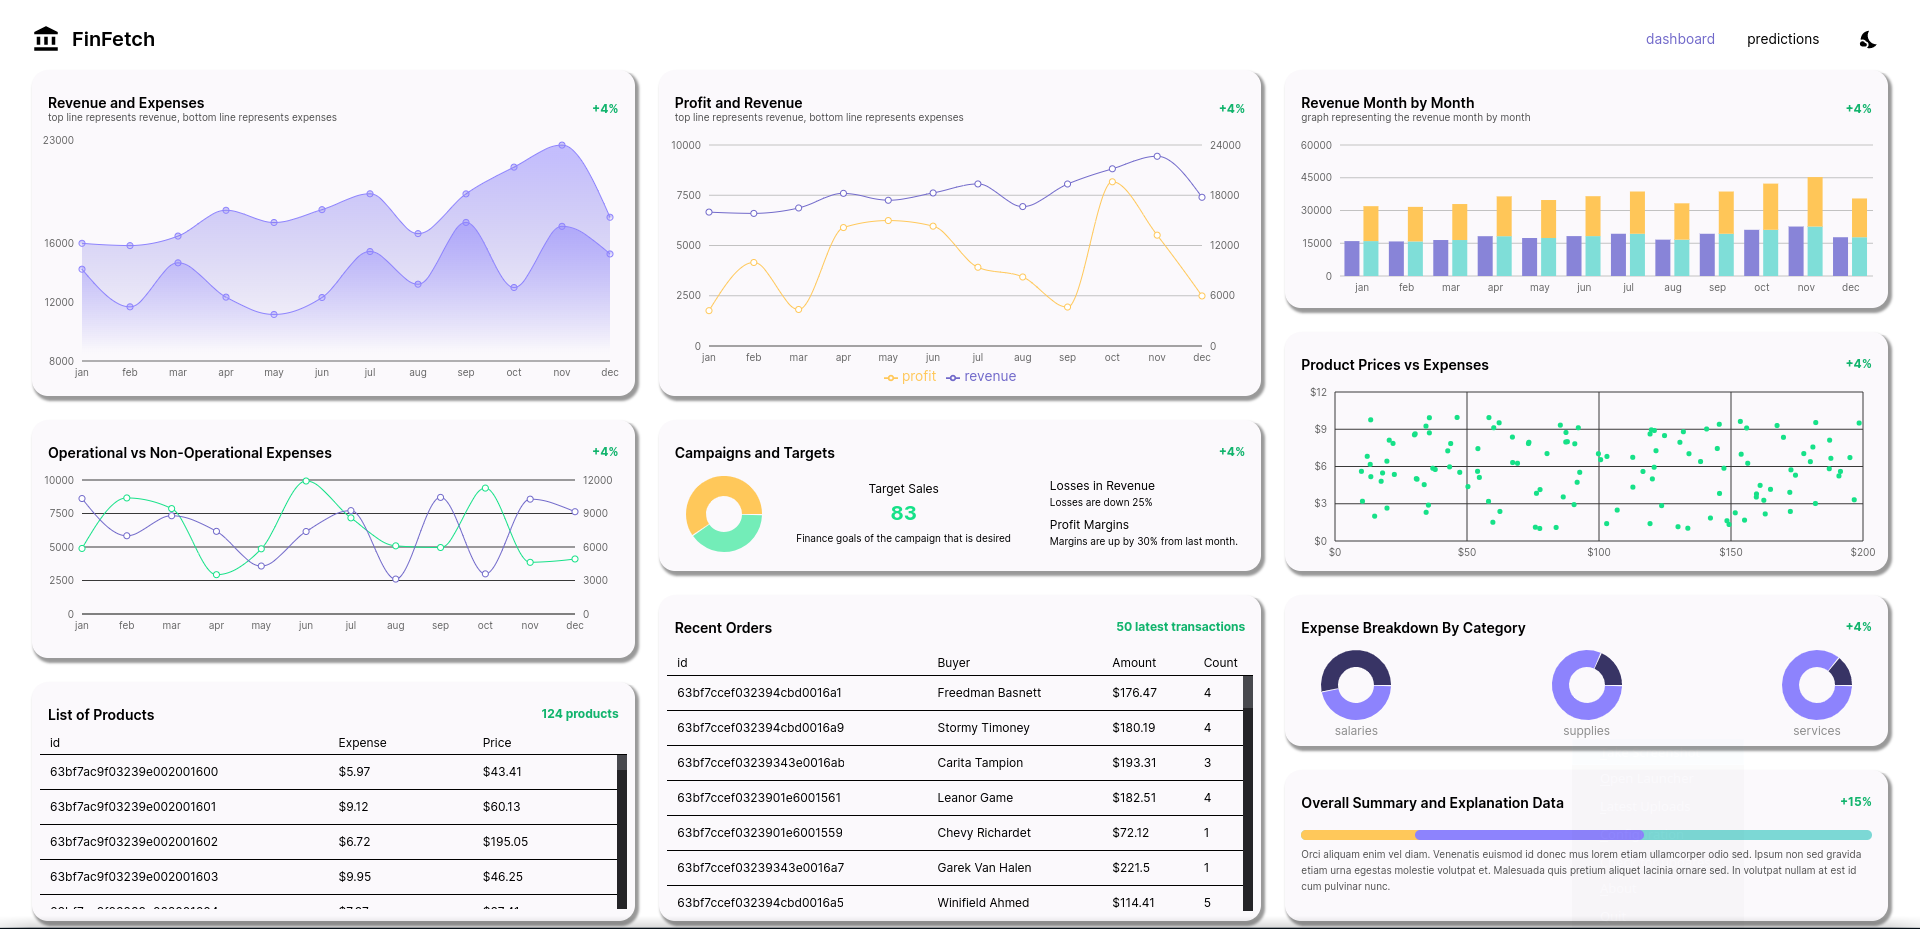 FinFetch
dashboard
predictions
Revenue and Expenses
+4%
top line represents revenue, bottom line represents expenses
23000
16000
12000
8000
jan feb mar apr may jun jul aug sep oct nov dec
Profit and Revenue
+4%
top line represents revenue, bottom line represents expenses
10000 24000
7500 18000
5000 12000
2500 6000
0 0
jan feb mar apr may jun jul aug sep oct nov dec
profit revenue
Revenue Month by Month
+4%
graph representing the revenue month by month
60000
45000
30000
15000
0
jan feb mar apr may jun jul aug sep oct nov dec
Operational vs Non-Operational Expenses
+4%
10000 12000
7500 9000
5000 6000
2500 3000
0 0
jan feb mar apr may jun jul aug sep oct nov dec
Campaigns and Targets
+4%
Target Sales
83
Finance goals of the campaign that is desired
Losses in Revenue
Losses are down 25%
Profit Margins
Margins are up by 30% from last month.
Product Prices vs Expenses
+4%
$12
$9
$6
$3
$0
$0 $50 $100 $150 $200
List of Products
124 products
id Expense Price
63bf7ac9f03239e002001600 $5.97 $43.41
63bf7ac9f03239e002001601 $9.12 $60.13
63bf7ac9f03239e002001602 $6.72 $195.05
63bf7ac9f03239e002001603 $9.95 $46.25
Recent Orders
50 latest transactions
id Buyer Amount Count
63bf7ccef032394cbd0016a1 Freedman Basnett $176.47 4
63bf7ccef032394cbd0016a9 Stormy Timoney $180.19 4
63bf7ccef03239343e0016ab Carita Tampion $193.31 3
63bf7ccef0323901e6001561 Leanor Game $182.51 4
63bf7ccef0323901e6001559 Chevy Richardet $72.12 1
63bf7ccef03239343e0016a7 Garek Van Halen $221.5 1
63bf7ccef032394cbd0016a5 Winifield Ahmed $114.41 5
Expense Breakdown By Category
+4%
salaries supplies services
Overall Summary and Explanation Data
+15%
Orci aliquam enim vel diam. Venenatis euismod id donec mus lorem etiam ullamcorper odio sed. Ipsum non sed gravida
etiam urna egestas molestie volutpat et. Malesuada quis pretium aliquet lacinia ornare sed. In volutpat nullam at est id
cum pulvinar nunc.